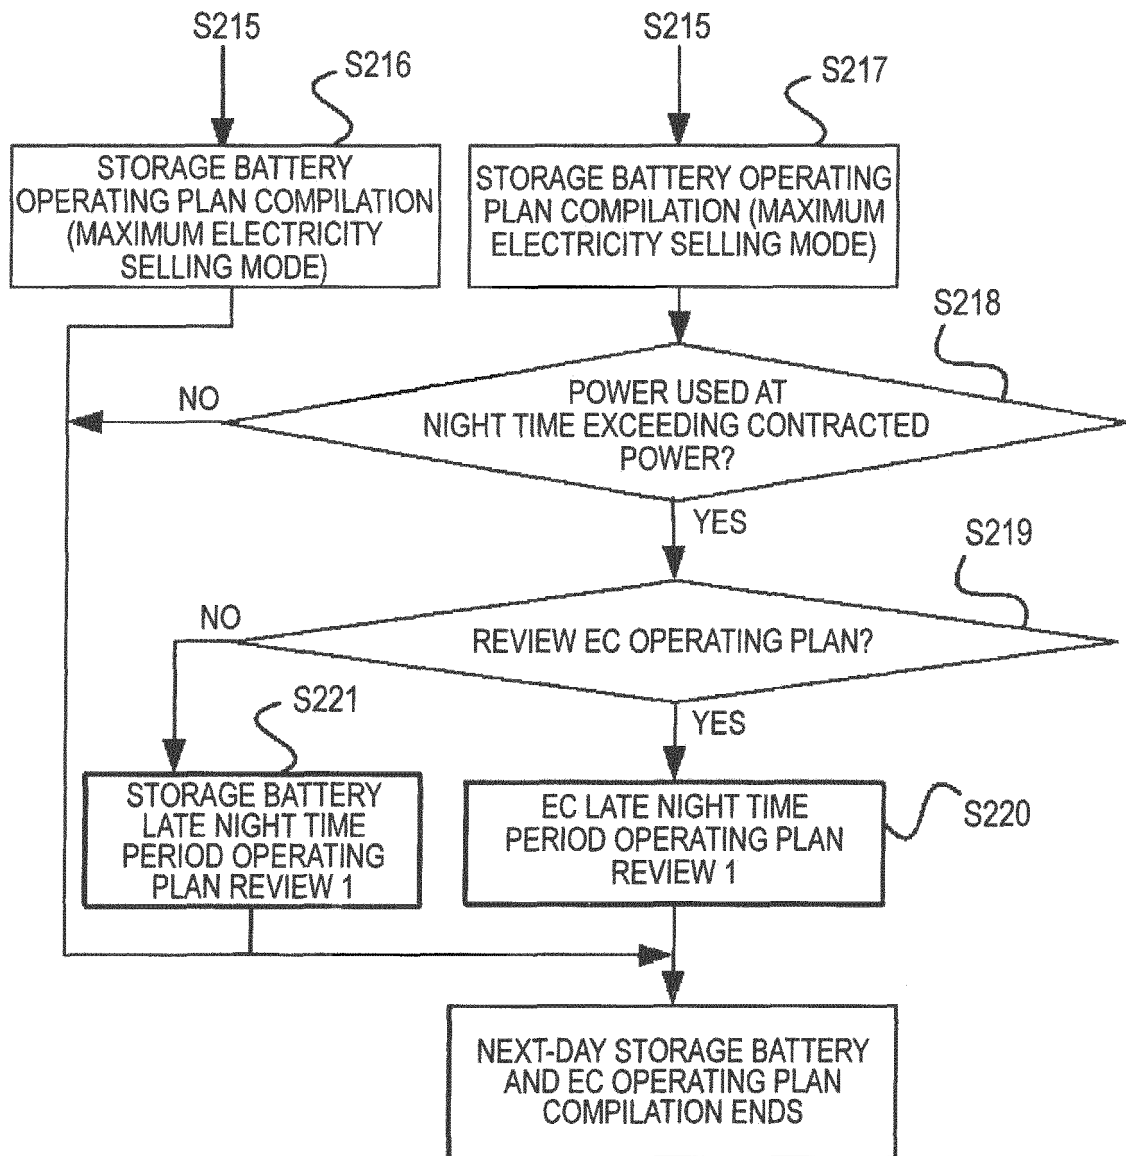 S215
S215
S216
S217
STORAGE BATTERY
OPERATING PLAN COMPILATION
(MAXIMUM ELECTRICITY
SELLING MODE)
STORAGE BATTERY OPERATING
PLAN COMPILATION (MAXIMUM
ELECTRICITY SELLING MODE)
S218
NO
POWER USED AT
NIGHT TIME EXCEEDING CONTRACTED
POWER?
YES
S219
NO
REVIEW EC OPERATING PLAN?
YES
S221
STORAGE BATTERY
LATE NIGHT TIME
PERIOD OPERATING
PLAN REVIEW 1
EC LATE NIGHT TIME
PERIOD OPERATING PLAN
REVIEW 1
S220
NEXT-DAY STORAGE BATTERY
AND EC OPERATING PLAN
COMPILATION ENDS